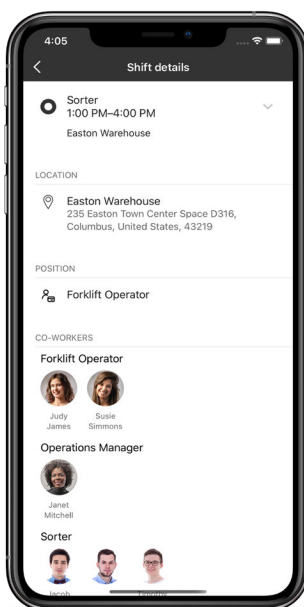 4:05
Shift details
Sorter
1:00 PM–4:00 PM
Easton Warehouse
LOCATION
Easton Warehouse
235 Easton Town Center Space D316,
Columbus, United States, 43219
POSITION
Forklift Operator
CO-WORKERS
Forklift Operator
Judy Susie
James Simmons
Operations Manager
Janet
Mitchell
Sorter
Jacob Timothy